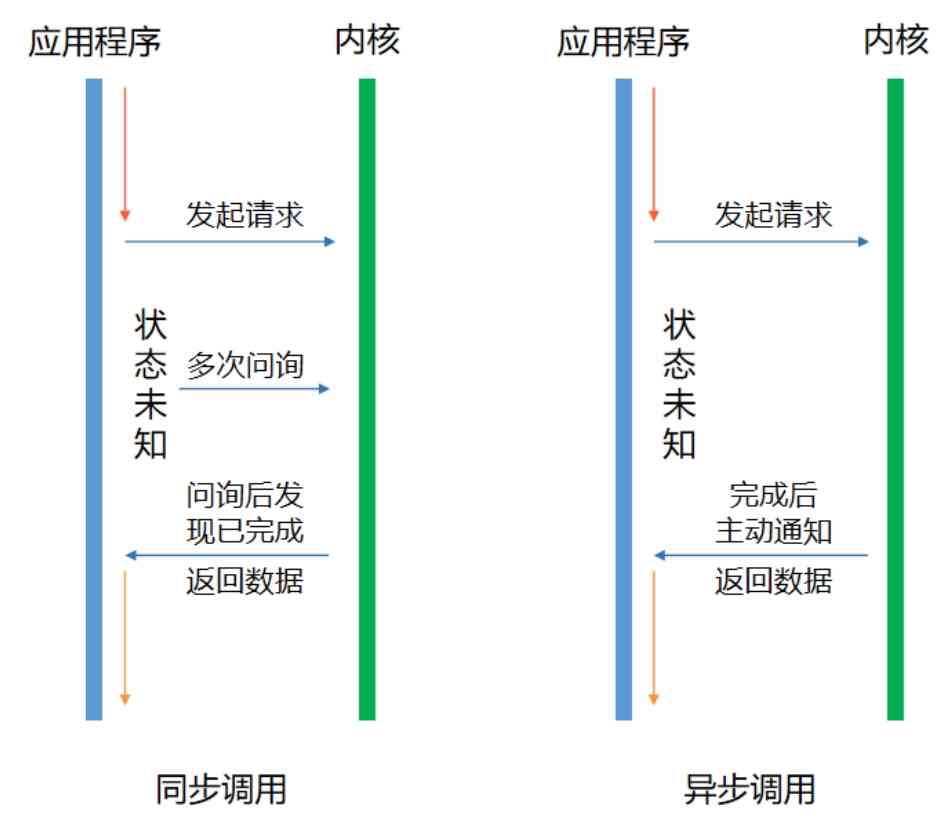 应用程序
内核
发起请求
状态未知
多次问询
问询后发
现已完成
返回数据
同步调用
应用程序
内核
发起请求
状态未知
完成后
主动通知
返回数据
异步调用